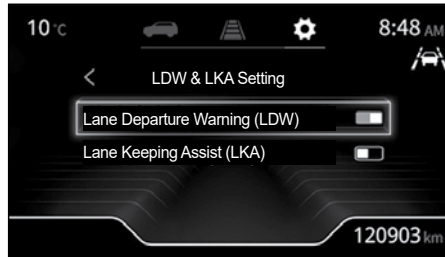 10 °C
8:48 AM
LDW & LKA Setting
Lane Departure Warning (LDW)
Lane Keeping Assist (LKA)
120903 km